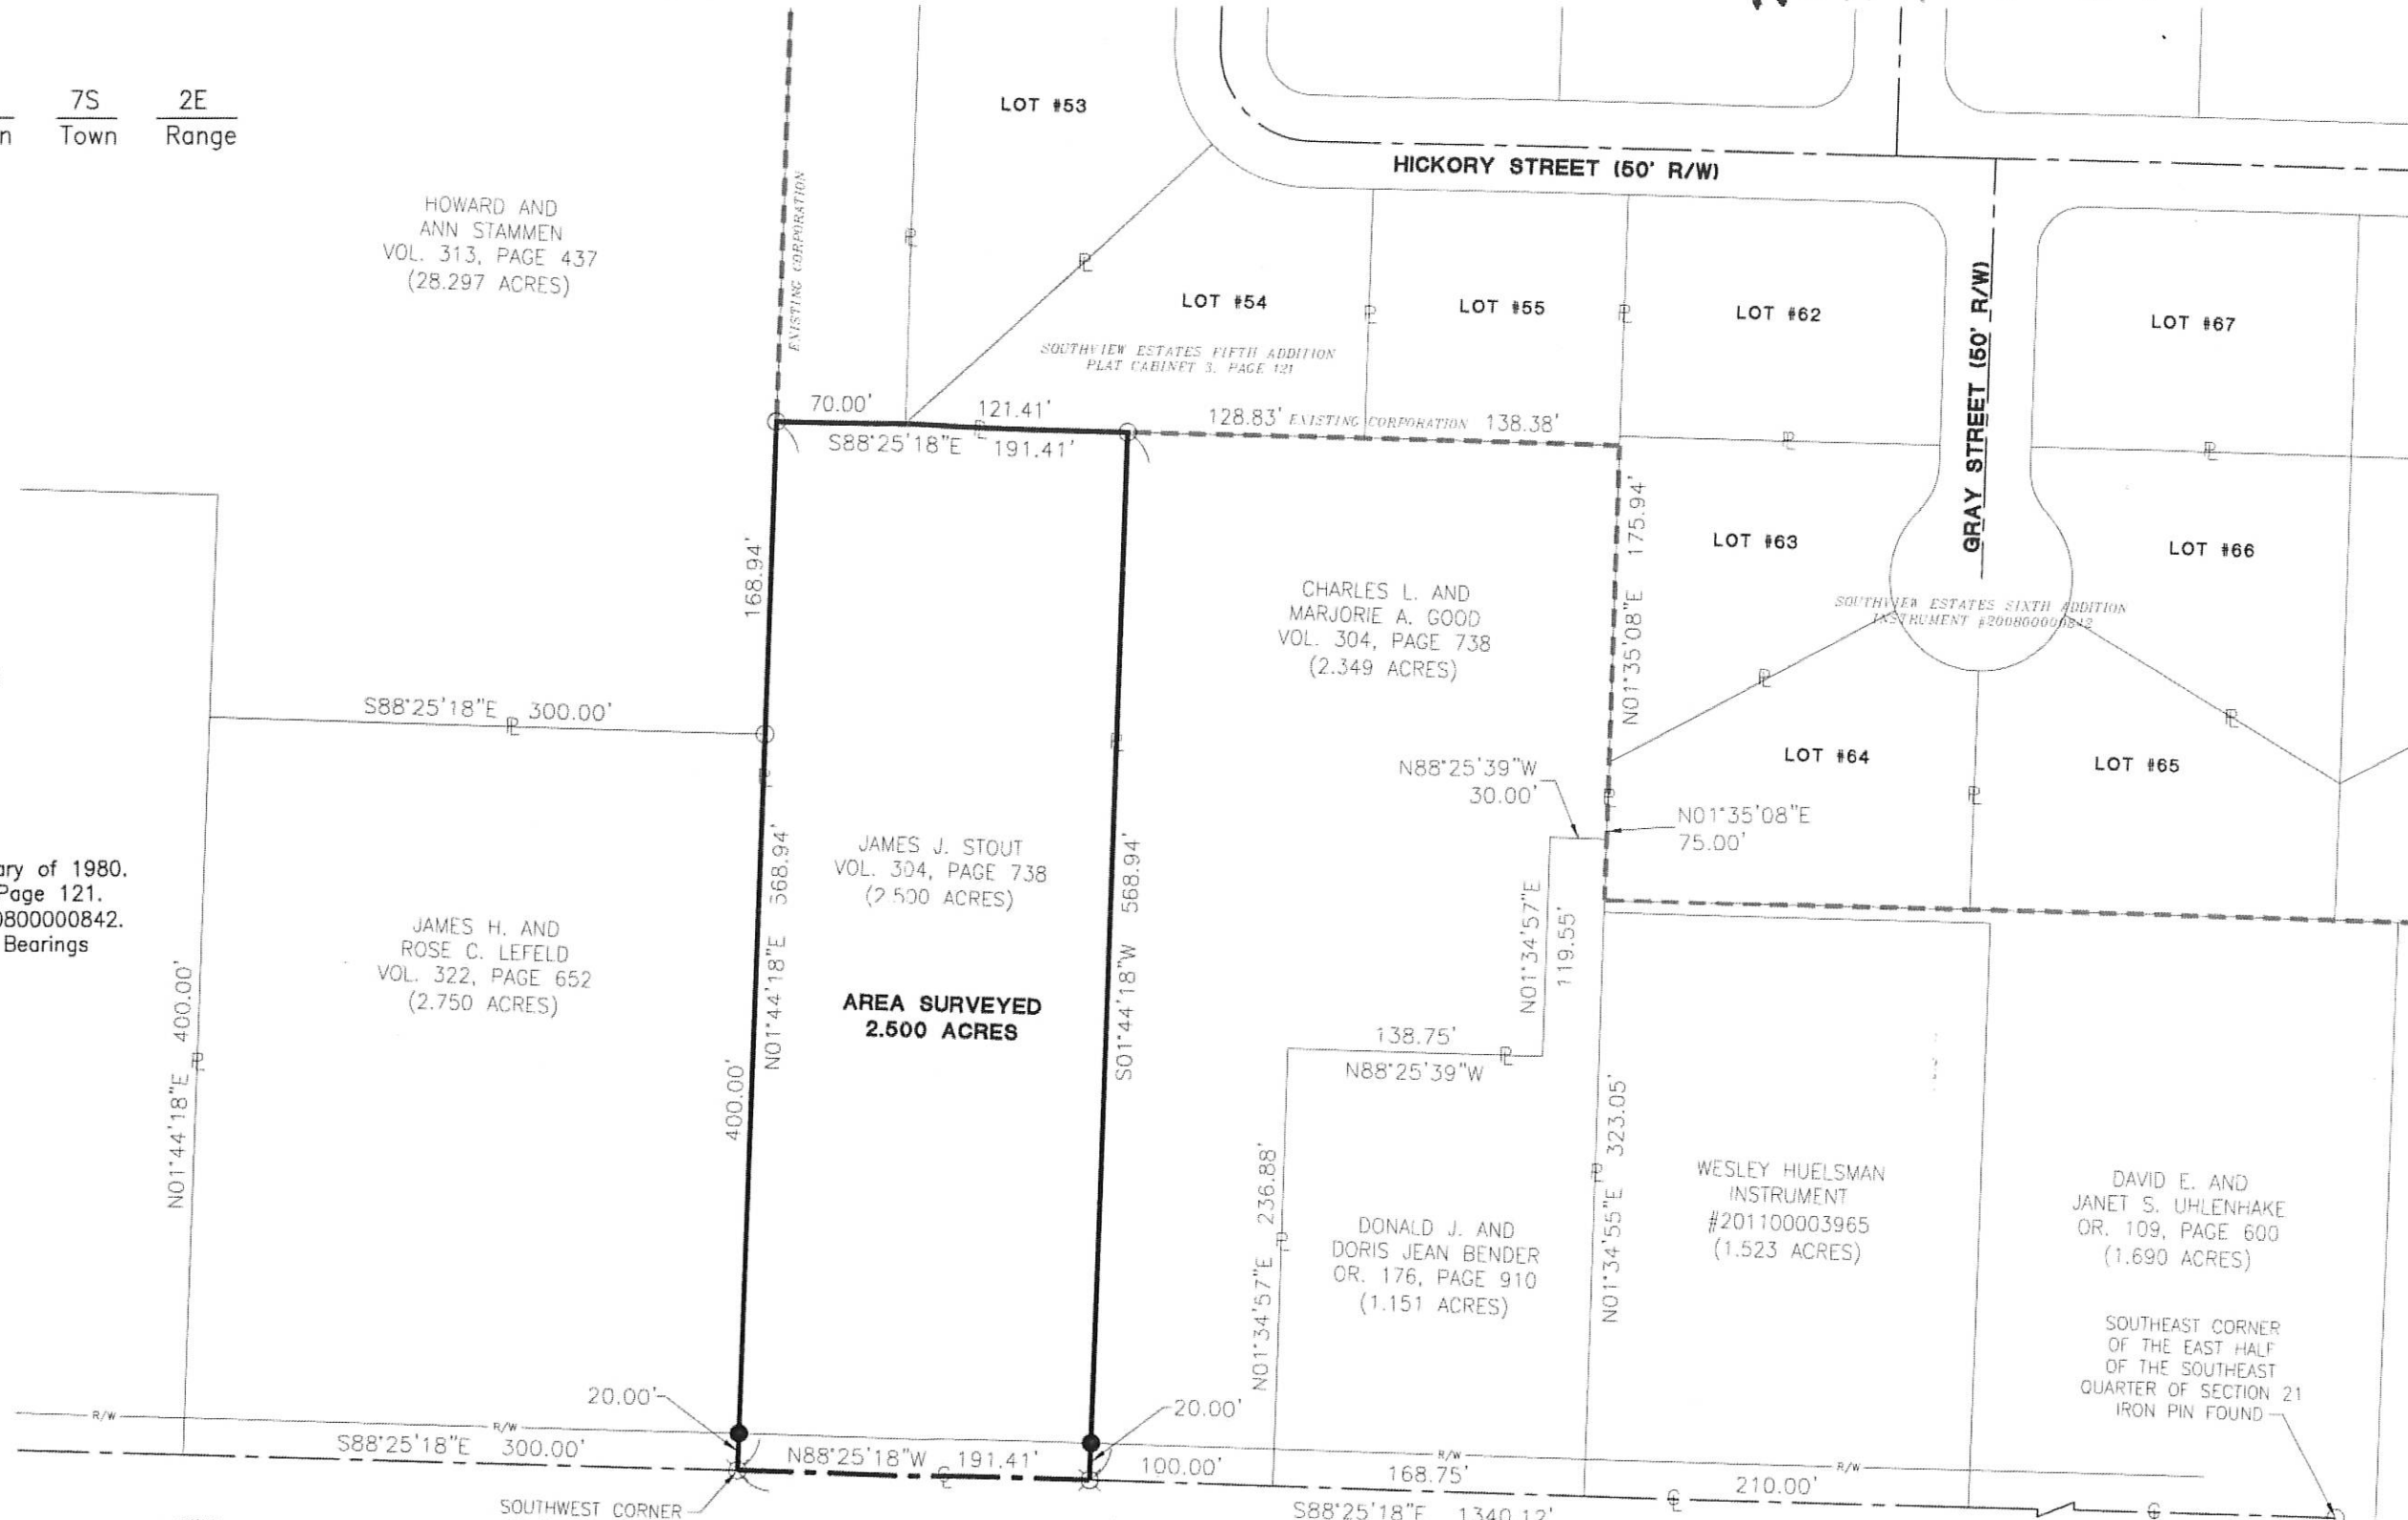 7S 2E
Town Range
HOWARD AND
ANN STAMMEN
VOL. 313, PAGE 437
(28.297 ACRES)
EXISTING CORPORATION
LOT #53
HICKORY STREET (50' R/W)
LOT #54
LOT #55
LOT #62
LOT #67
SOUTHVIEW ESTATES FIFTH ADDITION
PLAT CABINET 3, PAGE 121
GRAY STREET (50' R/W)
70.00'
121.41'
128.83' EXISTING CORPORATION 138.38'
S88°25'18"E 191.41'
168.94'
N01°35'08"E 175.94'
LOT #63
LOT #66
SOUTHVIEW ESTATES SIXTH ADDITION
INSTRUMENT #200800000842
CHARLES L. AND
MARJORIE A. GOOD
VOL. 304, PAGE 738
(2.349 ACRES)
S88°25'18"E 300.00'
LOT #64
LOT #65
N88°25'39"W
30.00'
N01°35'08"E
75.00'
JAMES J. STOUT
VOL. 304, PAGE 738
(2.500 ACRES)
N01°44'18"E 368.94'
S01°44'18"W 568.94'
N01°34'57"E
119.55'
ary of 1980.
Page 121.
0800000842.
Bearings
JAMES H. AND
ROSE C. LEFELD
VOL. 322, PAGE 652
(2.750 ACRES)
AREA SURVEYED
2.500 ACRES
N01°44'18"E 400.00'
400.00'
138.75'
N88°25'39"W
N01°34'57"E 236.88'
N01°34'55"E 323.05'
DONALD J. AND
DORIS JEAN BENDER
OR. 176, PAGE 910
(1.151 ACRES)
WESLEY HUELSMAN
INSTRUMENT
#201100003965
(1.523 ACRES)
DAVID E. AND
JANET S. UHLENHAKE
OR. 109, PAGE 600
(1.690 ACRES)
SOUTHEAST CORNER
OF THE EAST HALF
OF THE SOUTHEAST
QUARTER OF SECTION 21
IRON PIN FOUND
20.00'
20.00'
R/W
R/W
R/W
R/W
S88°25'18"E 300.00'
N88°25'18"W 191.41'
100.00'
168.75'
210.00'
SOUTHWEST CORNER
S88°25'18"E 1340.12'